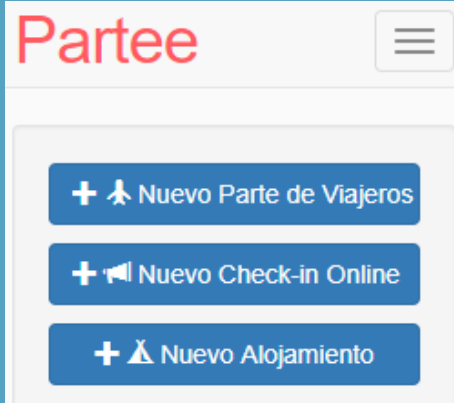 Partee
Nuevo Parte de Viajeros
Nuevo Check-in Online
Nuevo Alojamiento